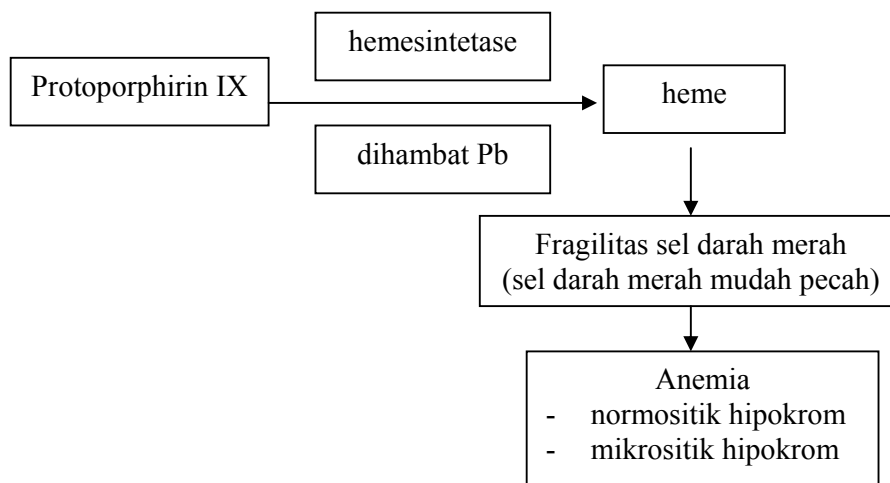 hemesintetase
Protoporphirin IX
heme
dihambat Pb
Fragilitas sel darah merah
(sel darah merah mudah pecah)
Anemia
- normositik hipokrom
- mikrositik hipokrom